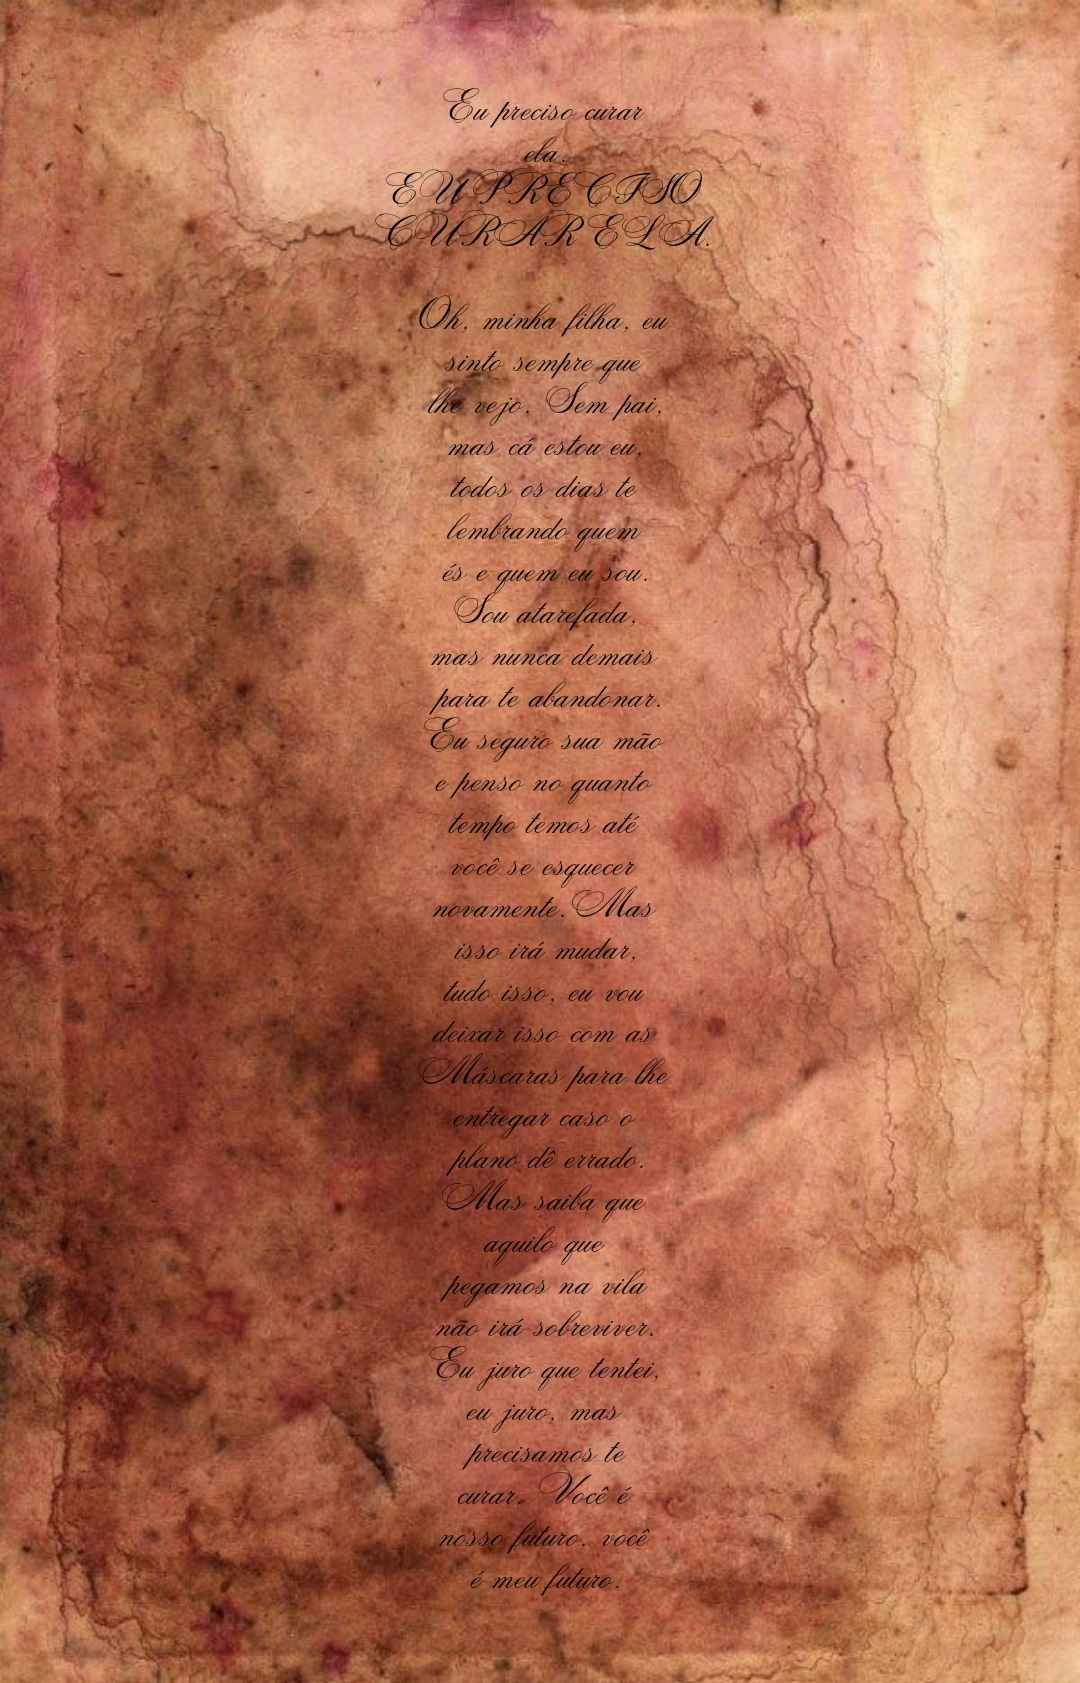 Eu preciso curar
ela.
EU PRECISO
CURAR ELA.
Oh, minha filha, eu
sinto sempre que
lhe vejo. Sem pai,
mas cá estou eu,
todos os dias te
lembrando quem
és e quem eu sou.
Sou atarefada,
mas nunca demais
para te abandonar.
Eu seguro sua mão
e penso no quanto
tempo temos até
você se esquecer
novamente. Mas
isso irá mudar,
tudo isso, eu vou
deixar isso com as
Máscaras para lhe
entregar caso o
plano dê errado.
Mas saiba que
aquilo que
pegamos na vila
não irá sobreviver.
Eu juro que tentei,
eu juro, mas
precisamos te
curar. Você é
nosso futuro, você
é meu futuro.